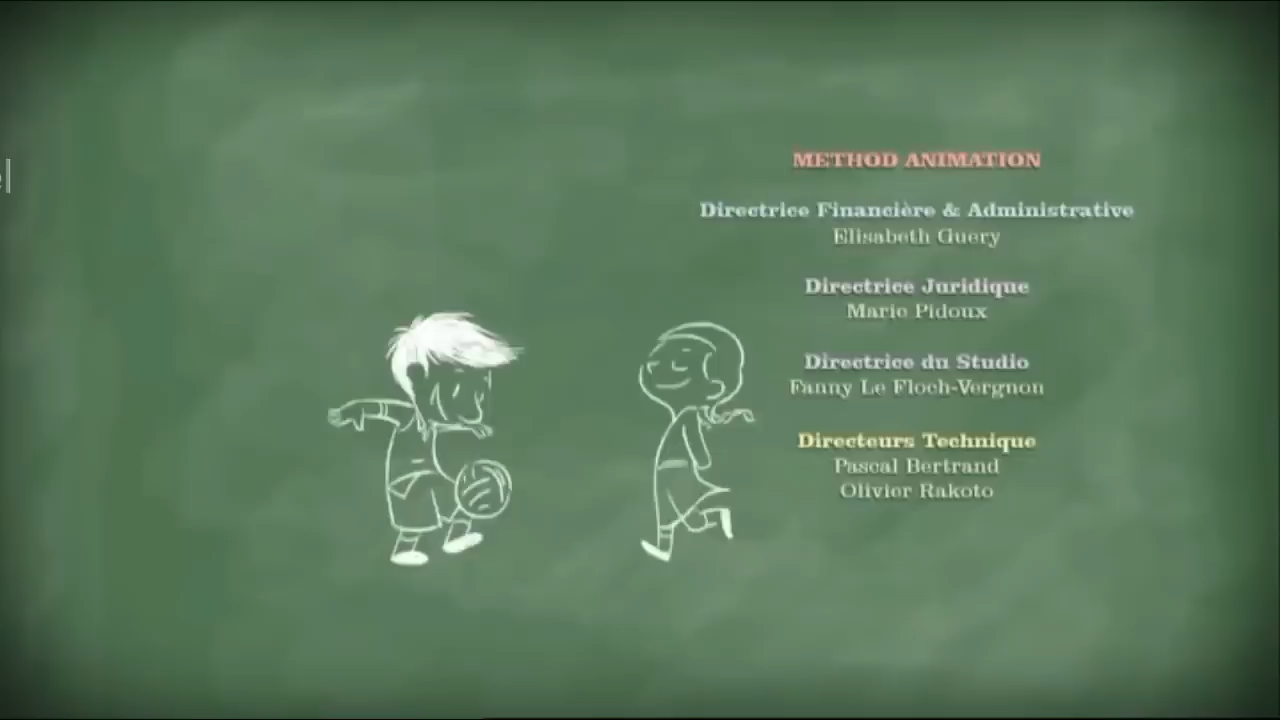 METHOD ANIMATION
Directrice Financière & Administrative
Elisabeth Guery
Directrice Juridique
Marie Pidoux
Directrice du Studio
Fanny Le Floch-Vergnon
Directeurs Technique
Pascal Bertrand
Olivier Rakoto